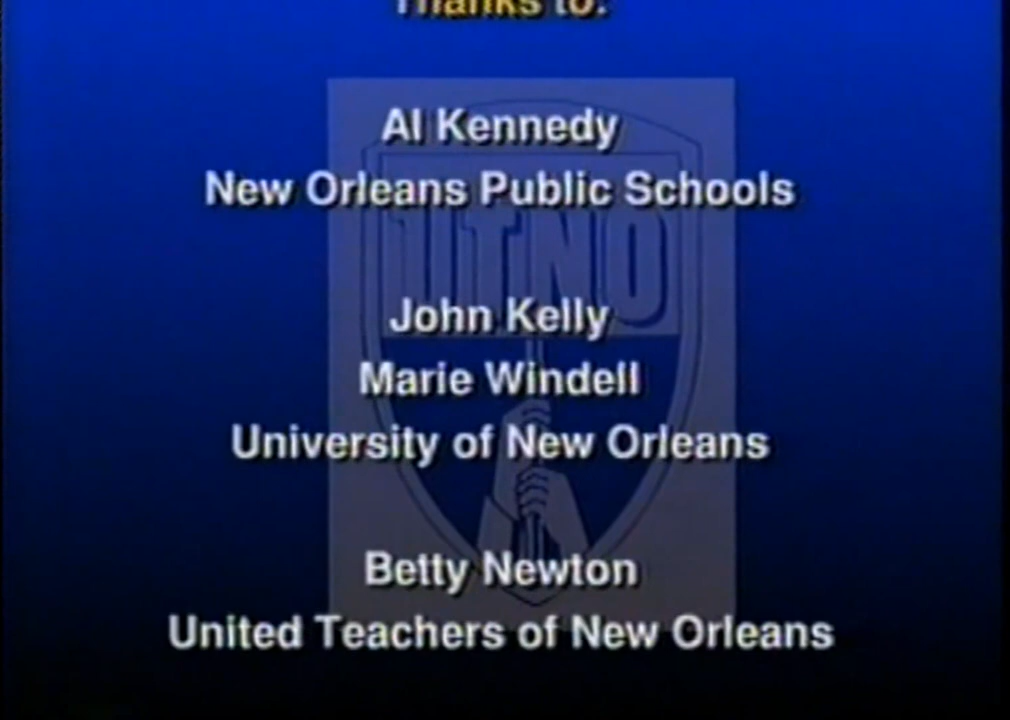 Thanks to:
Al Kennedy
New Orleans Public Schools
UTNO
John Kelly
Marie Windell
University of New Orleans
Betty Newton
United Teachers of New Orleans